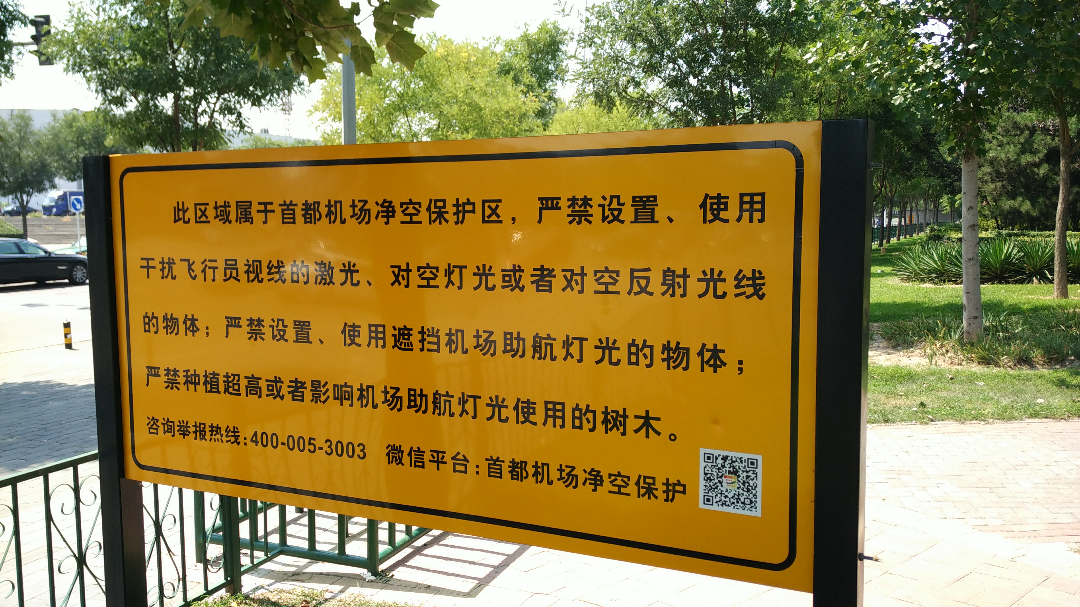 此区域属于首都机场净空保护区，严禁设置、使用
干扰飞行员视线的激光、对空灯光或者对空反射光线
的物体；严禁设置、使用遮挡机场助航灯光的物体；
严禁种植超高或者影响机场助航灯光使用的树木。
咨询举报热线:400-005-3003 微信平台:首都机场净空保护